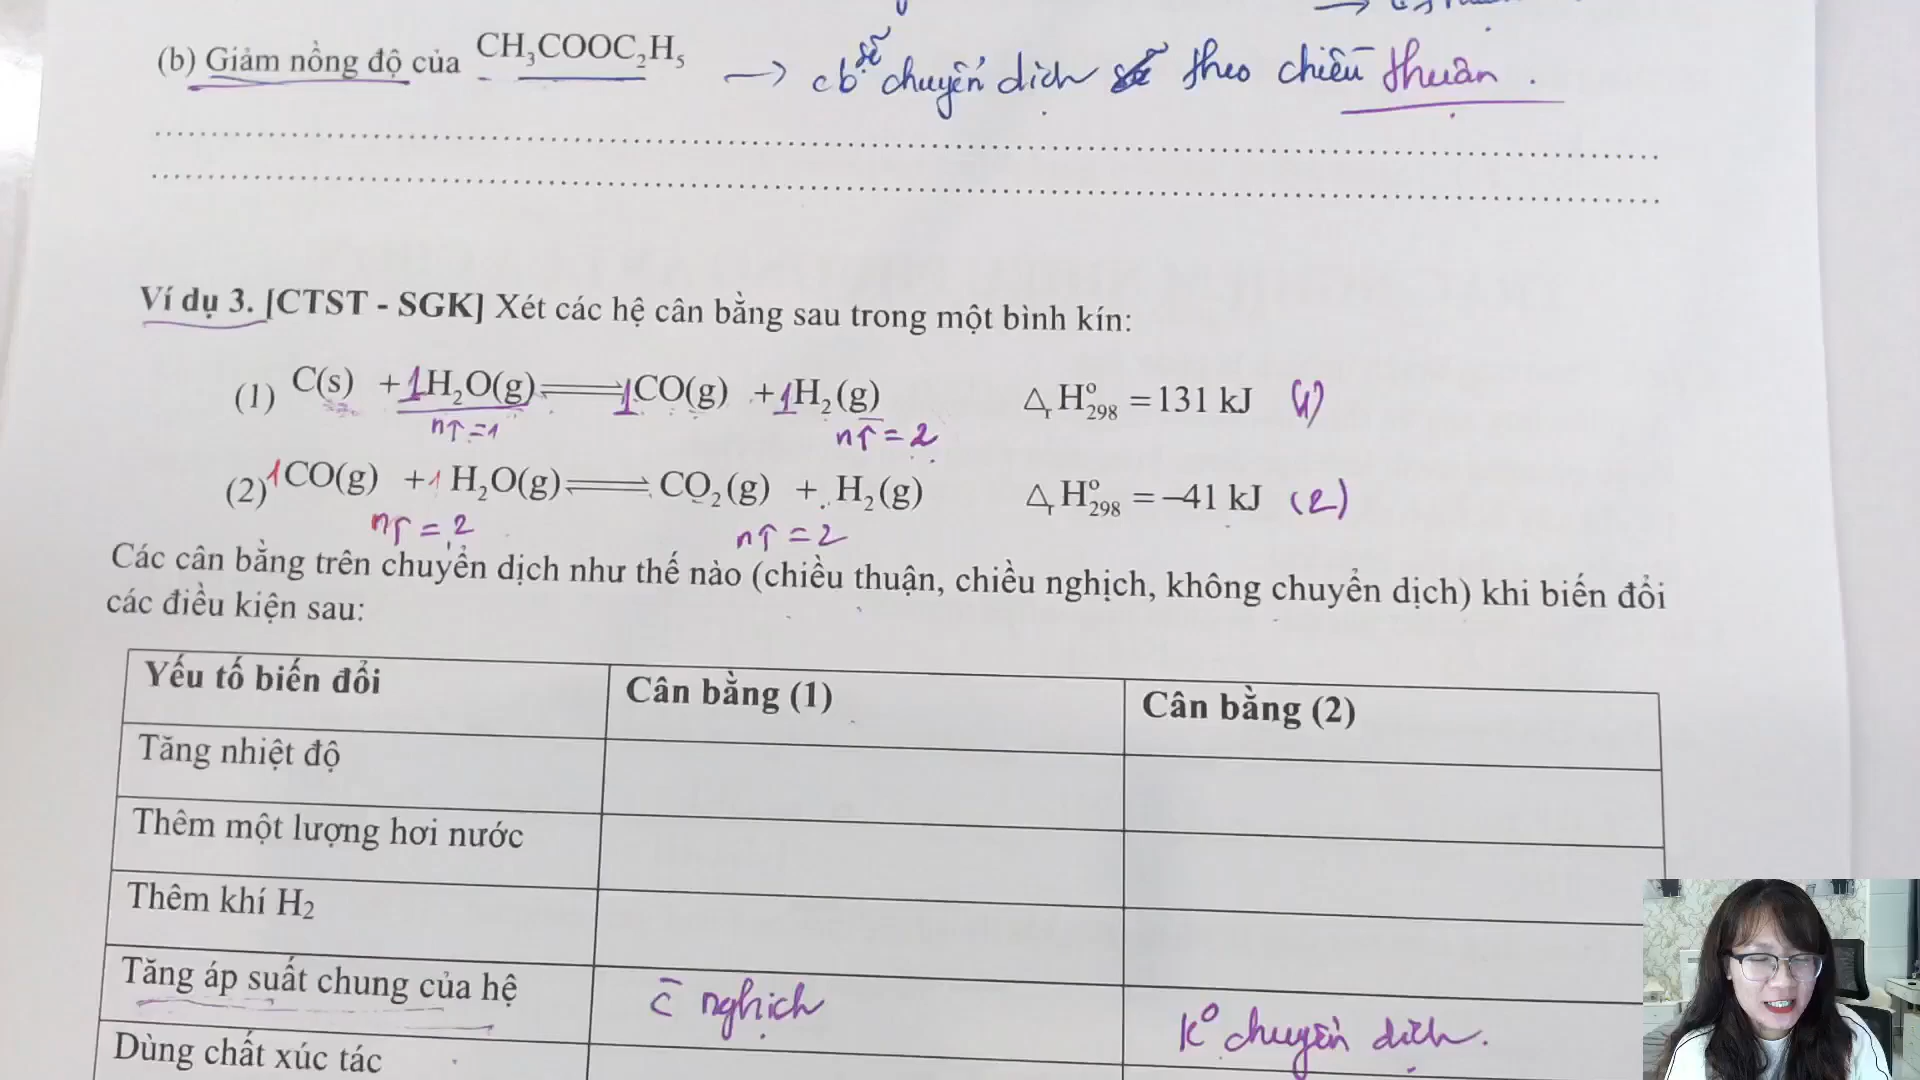 (b) Giảm nồng độ của CH₃COOC₂H₅ → cb sẽ chuyển dịch theo chiều thuận.
Ví dụ 3. [CTST - SGK] Xét các hệ cân bằng sau trong một bình kín:
(1) C(s) + 1H₂O(g) ⇌ 1CO(g) + 1H₂(g) ΔᵣH°₂₉₈ = 131 kJ (1)
n↑ = 1 n↑ = 2
(2) 1CO(g) + 1H₂O(g) ⇌ CO₂(g) + H₂(g) ΔᵣH°₂₉₈ = –41 kJ (2)
n↑ = 2 n↑ = 2
Các cân bằng trên chuyển dịch như thế nào (chiều thuận, chiều nghịch, không chuyển dịch) khi biến đổi
các điều kiện sau:
Yếu tố biến đổi Cân bằng (1) Cân bằng (2)
Tăng nhiệt độ
Thêm một lượng hơi nước
Thêm khí H₂
Tăng áp suất chung của hệ c̄ nghịch k° chuyển dịch.
Dùng chất xúc tác